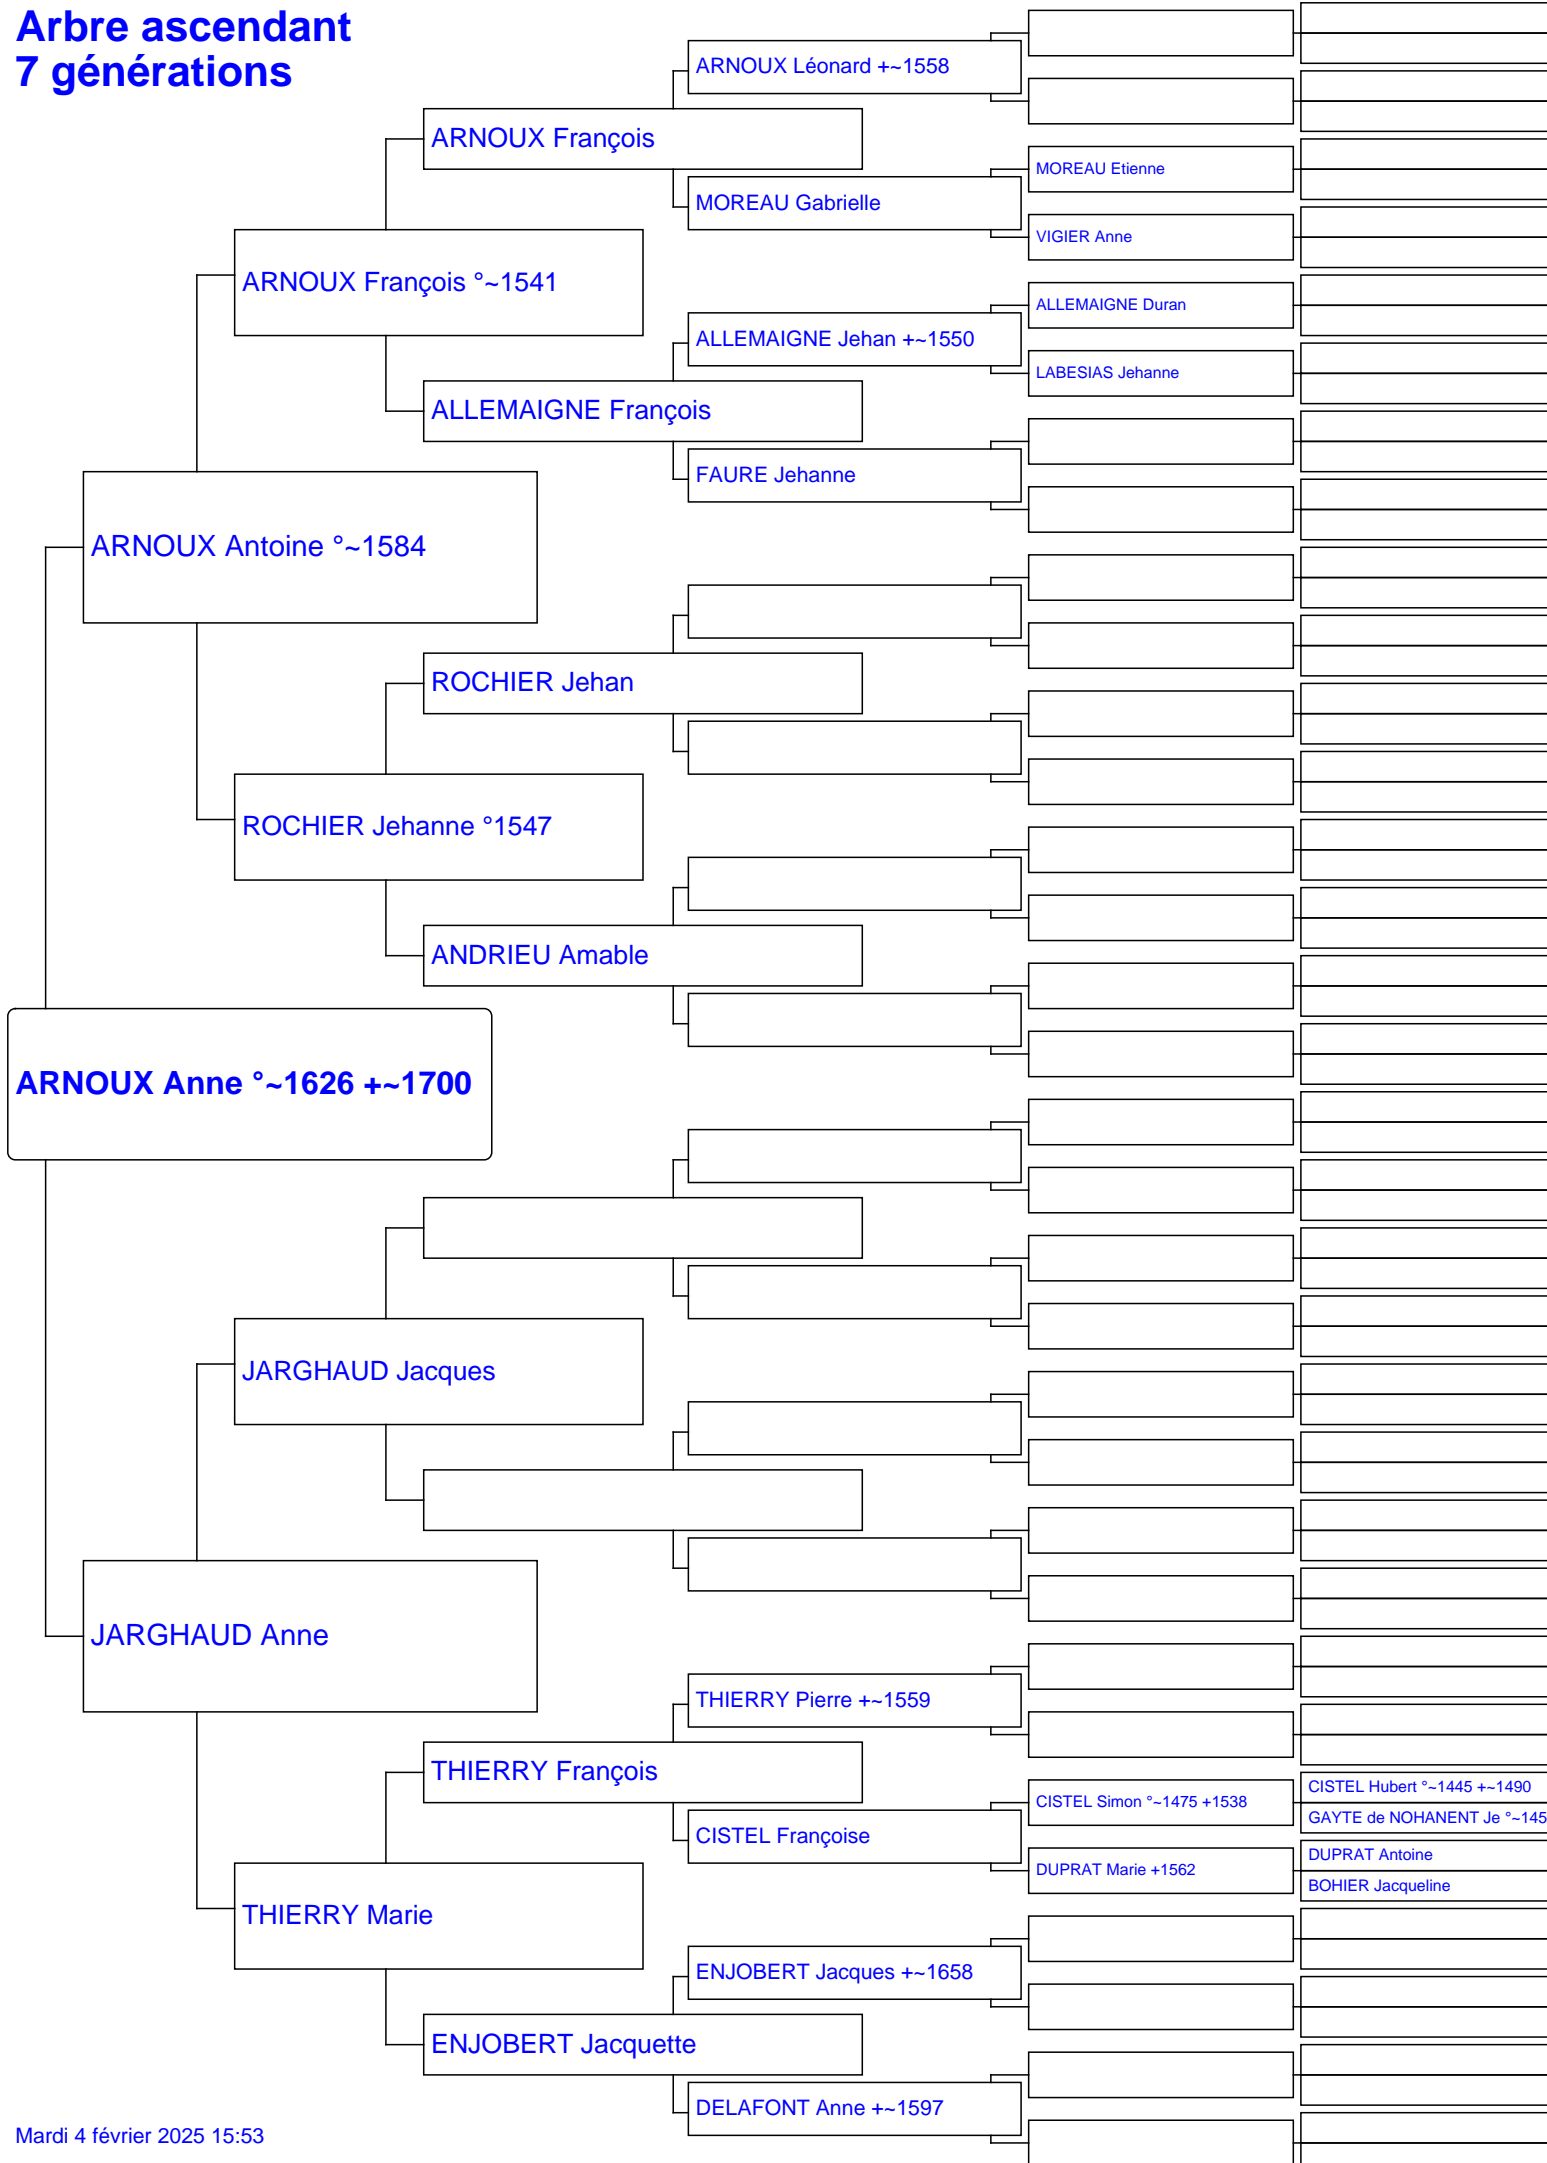 Arbre ascendant
7 générations
ARNOUX Léonard +~1558
ARNOUX François
MOREAU Etienne
MOREAU Gabrielle
VIGIER Anne
ARNOUX François °~1541
ALLEMAIGNE Duran
ALLEMAIGNE Jehan +~1550
LABESIAS Jehanne
ALLEMAIGNE François
FAURE Jehanne
ARNOUX Antoine °~1584
ROCHIER Jehan
ROCHIER Jehanne °1547
ANDRIEU Amable
ARNOUX Anne °~1626 +~1700
JARGHAUD Jacques
JARGHAUD Anne
THIERRY Pierre +~1559
THIERRY François
CISTEL Hubert °~1445 +~1490
CISTEL Simon °~1475 +1538
GAYTE de NOHANENT Je °~145
CISTEL Françoise
DUPRAT Antoine
DUPRAT Marie +1562
BOHIER Jacqueline
THIERRY Marie
ENJOBERT Jacques +~1658
ENJOBERT Jacquette
DELAFONT Anne +~1597
Mardi 4 février 2025 15:53